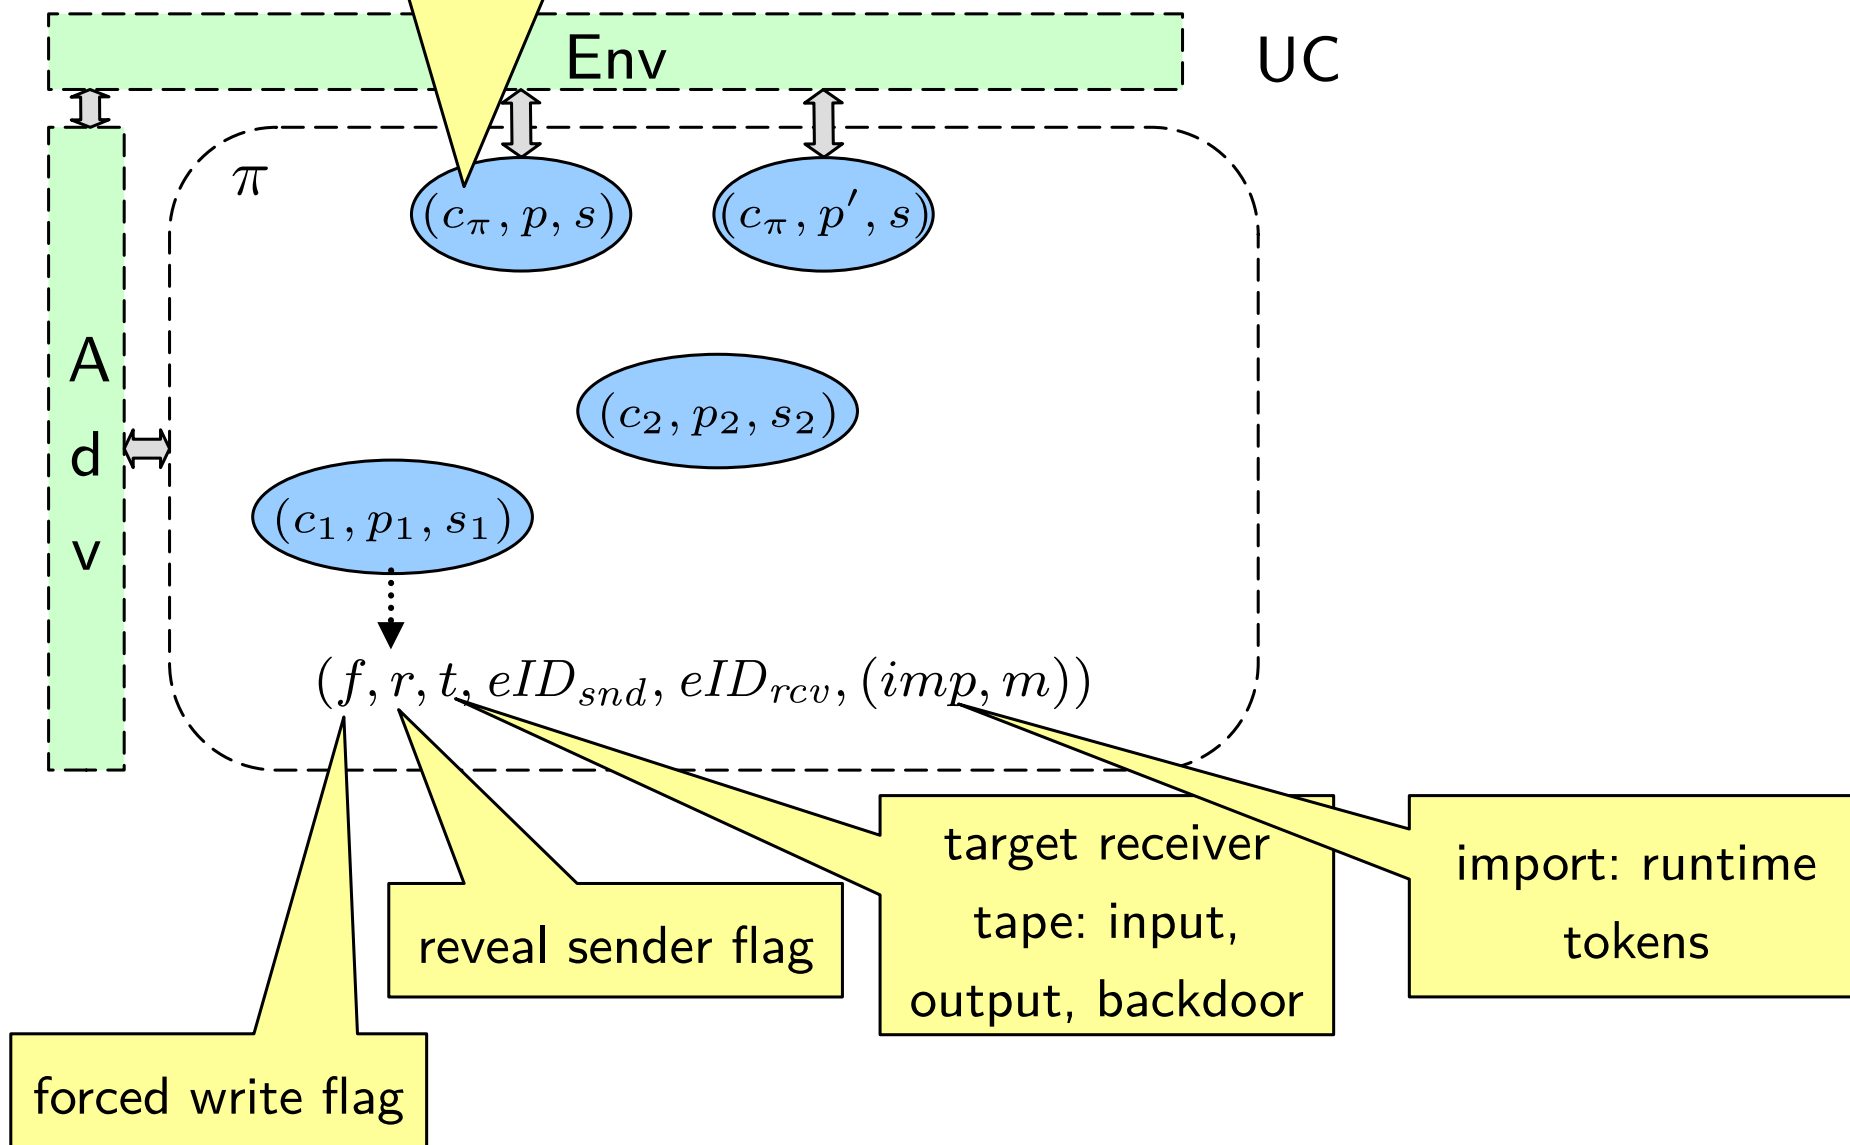 Env
UC
π
(c_π, p, s)
(c_π, p′, s)
A
d
v
(c_2, p_2, s_2)
(c_1, p_1, s_1)
(f, r, t, eID_snd, eID_rcv, (imp, m))
target receiver
tape: input,
output, backdoor
import: runtime
tokens
reveal sender flag
forced write flag